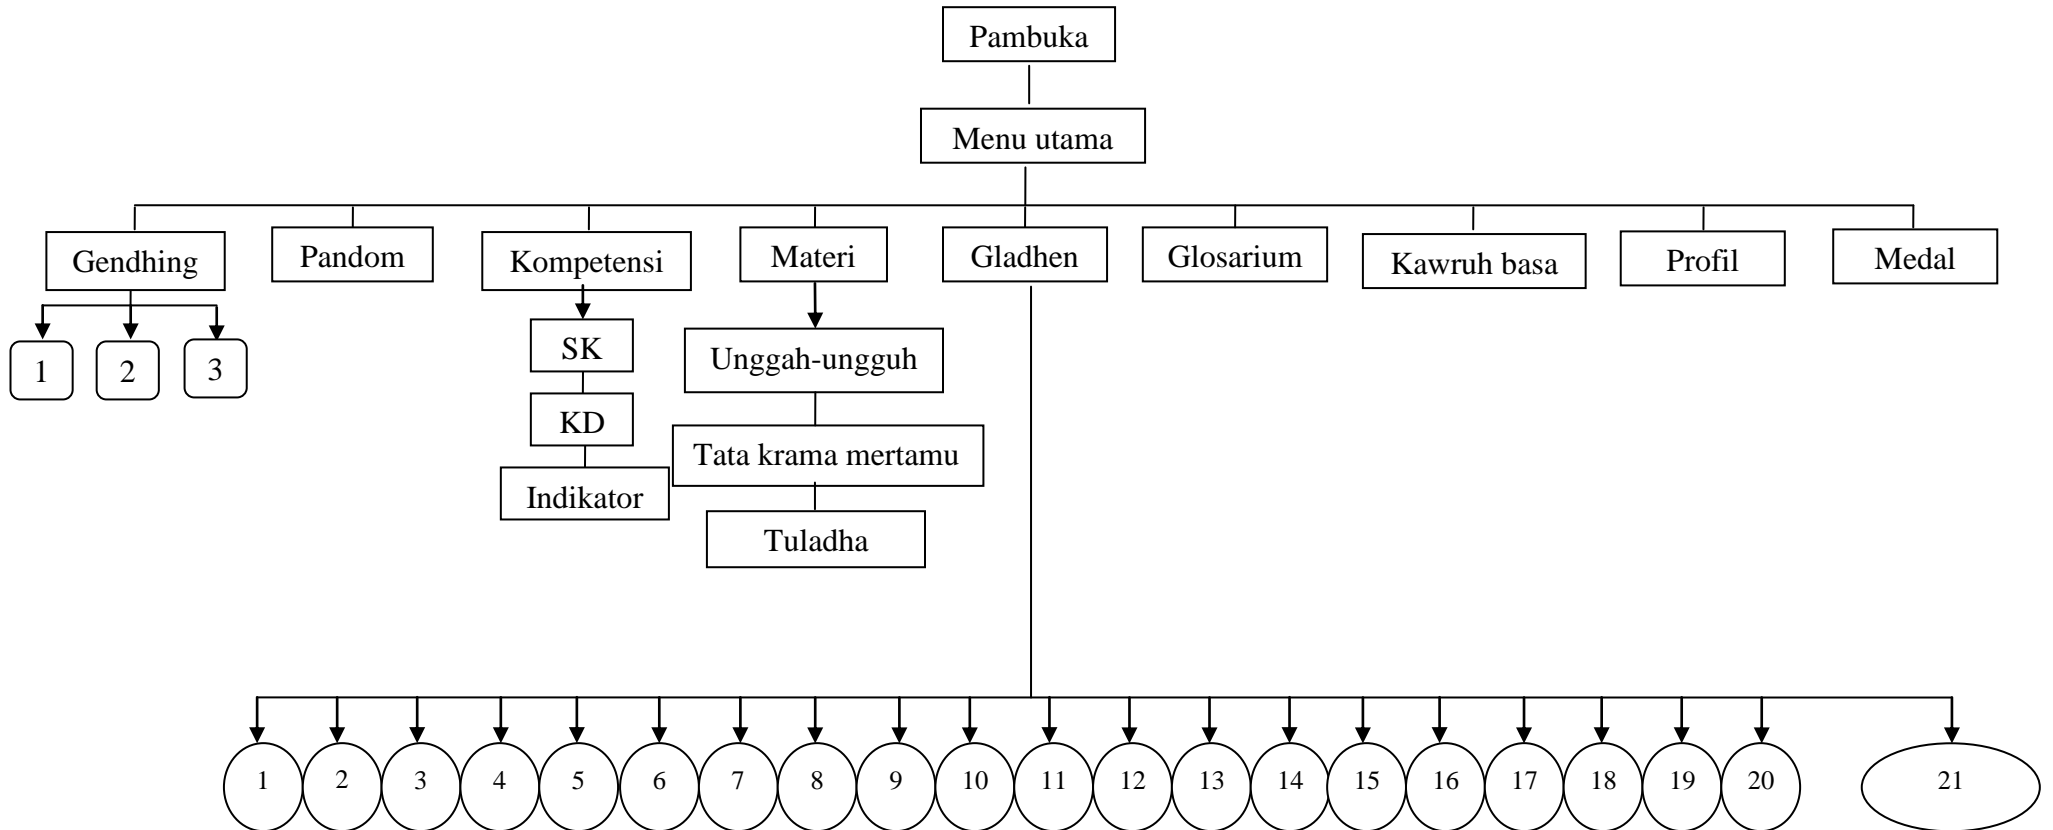 Pambuka
Menu utama
Gendhing
Pandom
Kompetensi
Materi
Gladhen
Glosarium
Kawruh basa
Profil
Medal
1
2
3
SK
KD
Indikator
Unggah-ungguh
Tata krama mertamu
Tuladha
1
2
3
4
5
6
7
8
9
10
11
12
13
14
15
16
17
18
19
20
21